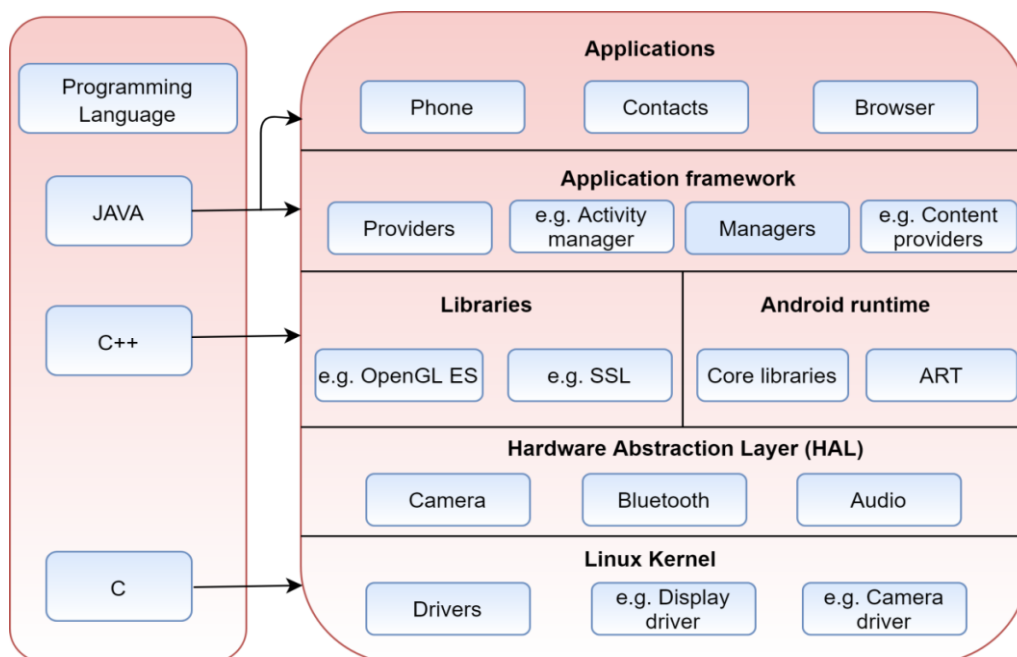 Programming
Language
JAVA
C++
C
Applications
Phone
Contacts
Browser
Application framework
Providers
e.g. Activity
manager
Managers
e.g. Content
providers
Libraries
e.g. OpenGL ES
e.g. SSL
Android runtime
Core libraries
ART
Hardware Abstraction Layer (HAL)
Camera
Bluetooth
Audio
Linux Kernel
Drivers
e.g. Display
driver
e.g. Camera
driver